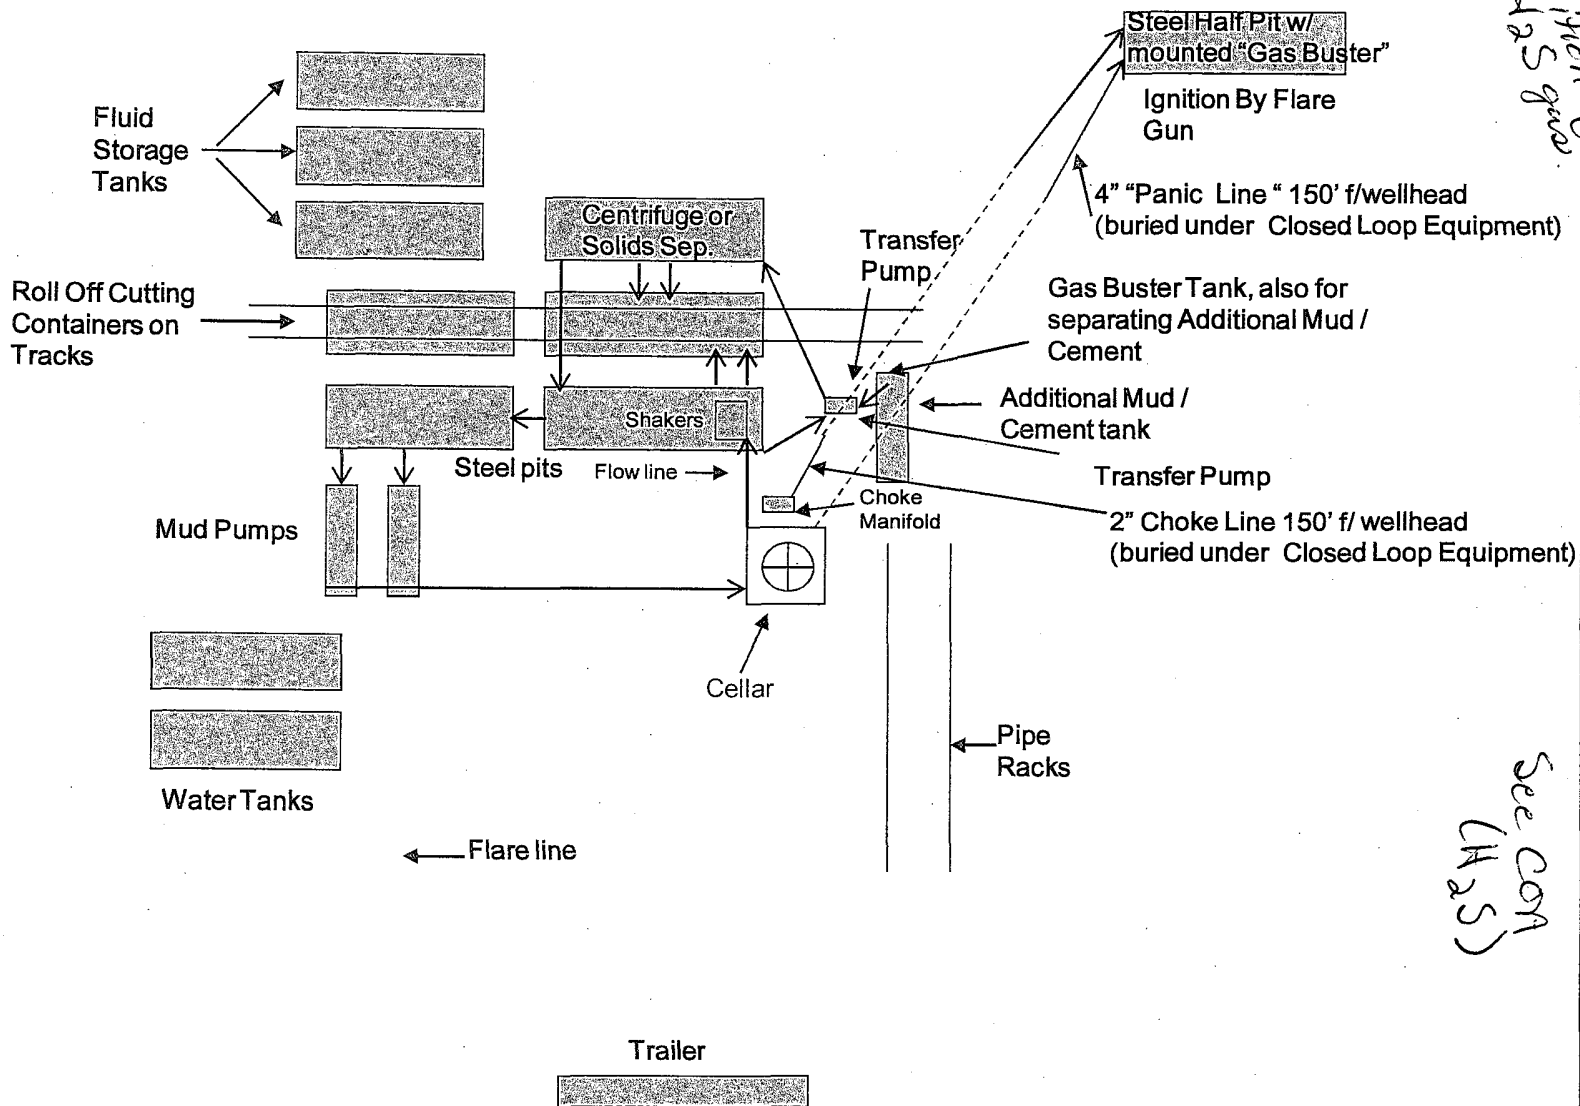 Steel Half Pit w/
mounted "Gas Buster"
Ignition By Flare
Gun
H2S gas
Fluid
Storage
Tanks
4" "Panic Line " 150' f/wellhead
(buried under Closed Loop Equipment)
Centrifuge or
Solids Sep.
Transfer
Pump
Roll Off Cutting
Containers on
Tracks
Gas Buster Tank, also for
separating Additional Mud /
Cement
Additional Mud /
Cement tank
Shakers
Steel pits
Flow line
Transfer Pump
Choke
Manifold
2" Choke Line 150' f/ wellhead
(buried under Closed Loop Equipment)
Mud Pumps
Cellar
Pipe
Racks
Water Tanks
Flare line
See COA
(H2S)
Trailer